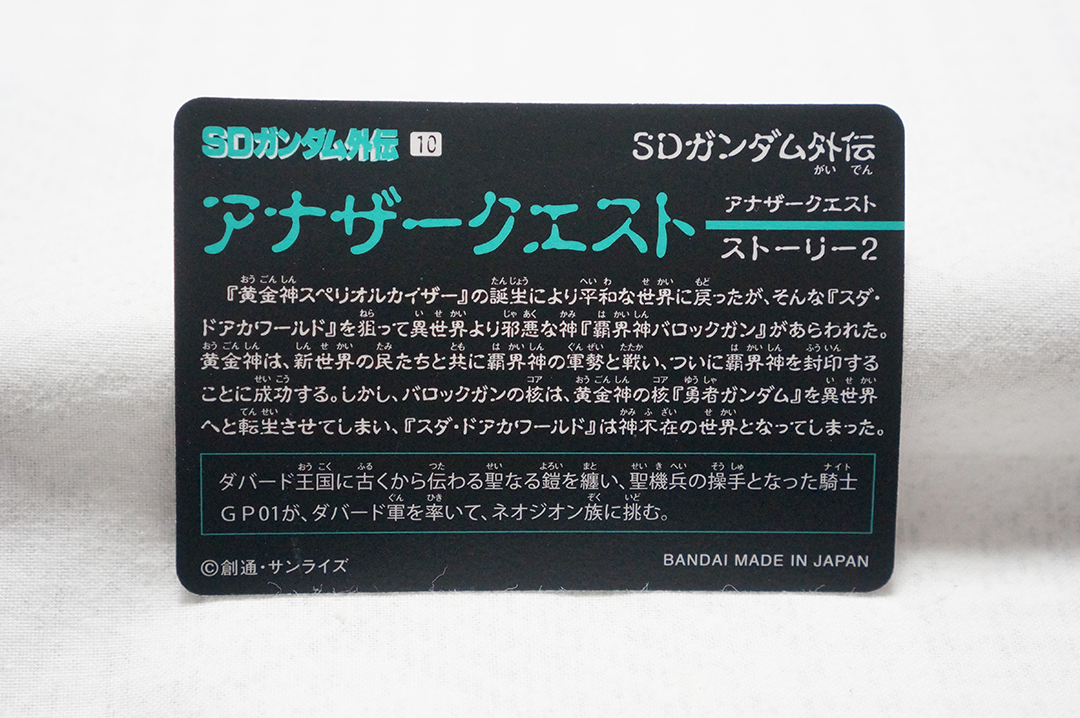 SDガンダム外伝 10
SDガンダム外伝
がいでん
アナザークエスト
アナザークエスト
ストーリー2
『黄金神スペリオルカイザー』の誕生により平和な世界に戻ったが、そんな『スダ・
ドアカワールド』を狙って異世界より邪悪な神『覇界神バロックガン』があらわれた。
黄金神は、新世界の民たちと共に覇界神の軍勢と戦い、ついに覇界神を封印する
ことに成功する。しかし、バロックガンの核は、黄金神の核『勇者ガンダム』を異世界
へと転生させてしまい、『スダ・ドアカワールド』は神不在の世界となってしまった。
ダバード王国に古くから伝わる聖なる鎧を纏い、聖機兵の操手となった騎士
GP01が、ダバード軍を率いて、ネオジオン族に挑む。
©創通・サンライズ
BANDAI MADE IN JAPAN